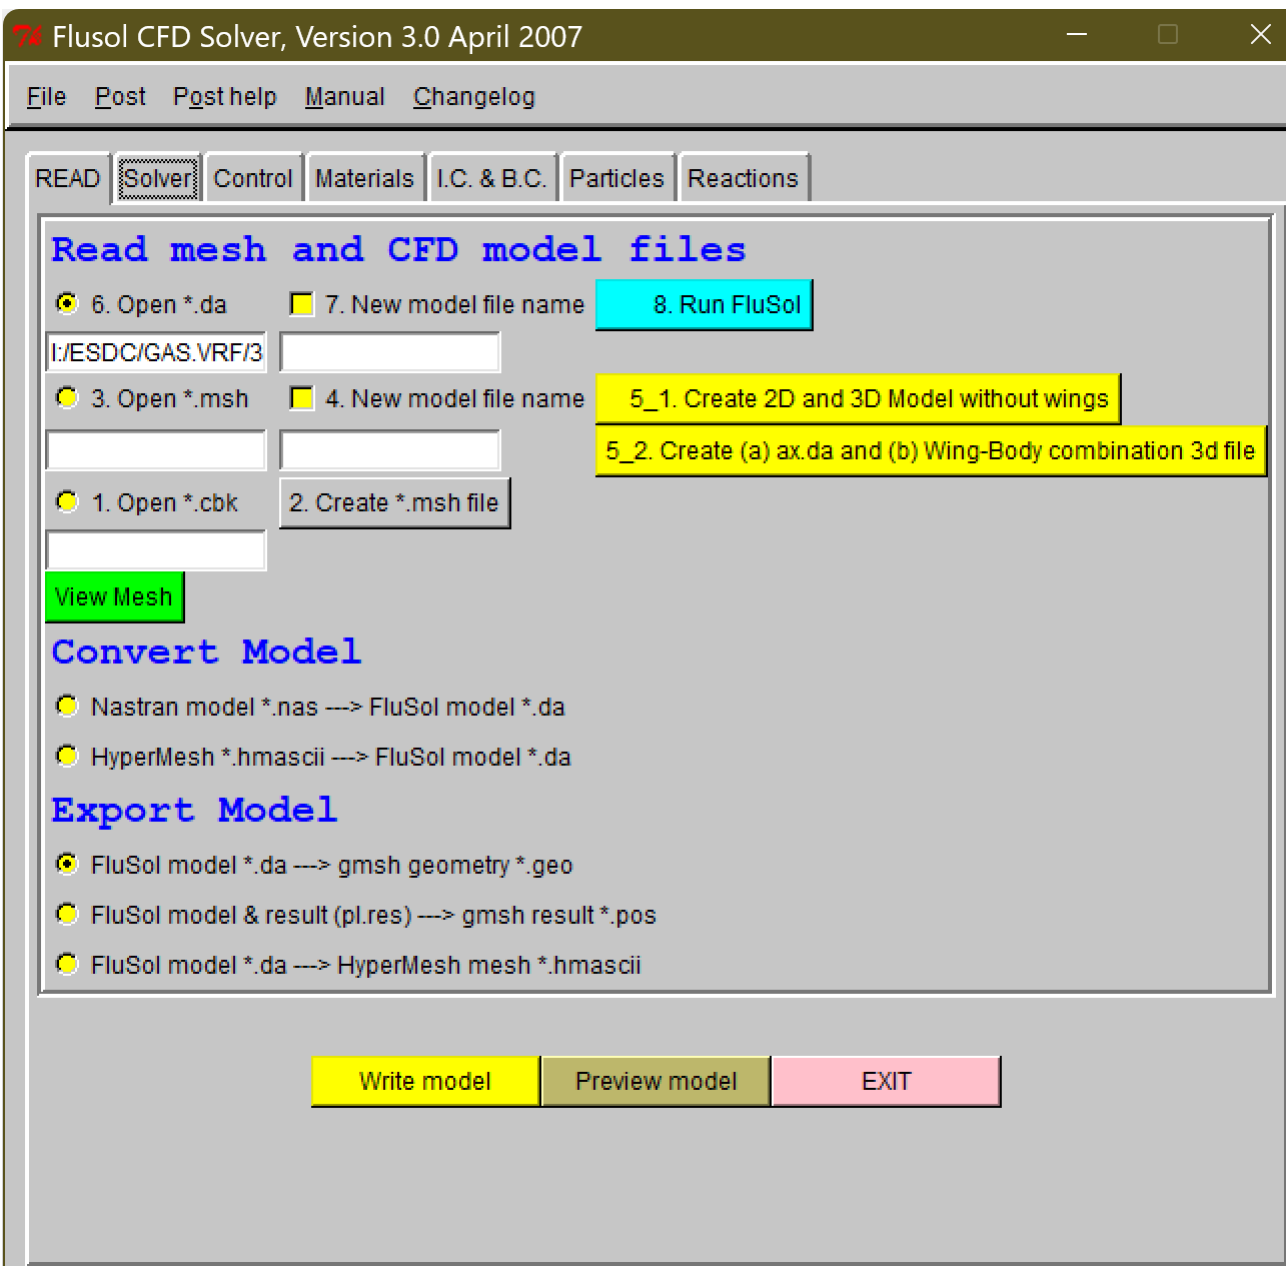 Flusol CFD Solver, Version 3.0 April 2007
File Post Post help Manual Changelog
READ Solver Control Materials I.C. & B.C. Particles Reactions
Read mesh and CFD model files
6. Open *.da 7. New model file name 8. Run FluSol
I:/ESDC/GAS.VRF/3
3. Open *.msh 4. New model file name 5_1. Create 2D and 3D Model without wings
5_2. Create (a) ax.da and (b) Wing-Body combination 3d file
1. Open *.cbk 2. Create *.msh file
View Mesh
Convert Model
Nastran model *.nas ---> FluSol model *.da
HyperMesh *.hmascii ---> FluSol model *.da
Export Model
FluSol model *.da ---> gmsh geometry *.geo
FluSol model & result (pl.res) ---> gmsh result *.pos
FluSol model *.da ---> HyperMesh mesh *.hmascii
Write model Preview model EXIT